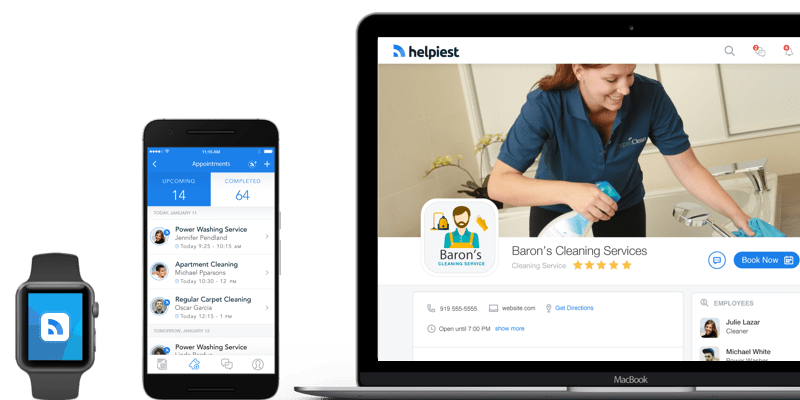 11:15 AM
Appointments
UPCOMING
14
COMPLETED
64
TODAY, JANUARY 11
Power Washing Service
Jennifer Pendland
Today 9:25 - 10:15 AM
Apartment Cleaning
Michael Pparsons
Today 10:30 - 12 PM
Regular Carpet Cleaning
Oscar Garcia
Today 12:15 - 1 PM
TOMORROW, JANUARY 12
Power Washing Service
helpiest
2
6
Baron's
CLEANING SERVICE
Baron's Cleaning Services
Cleaning Service
Book Now
919 555-5555
website.com
Get Directions
Open until 7:00 PM
show more
EMPLOYEES
Julie Lazar
Cleaner
Michael White
Power Washer
MacBook